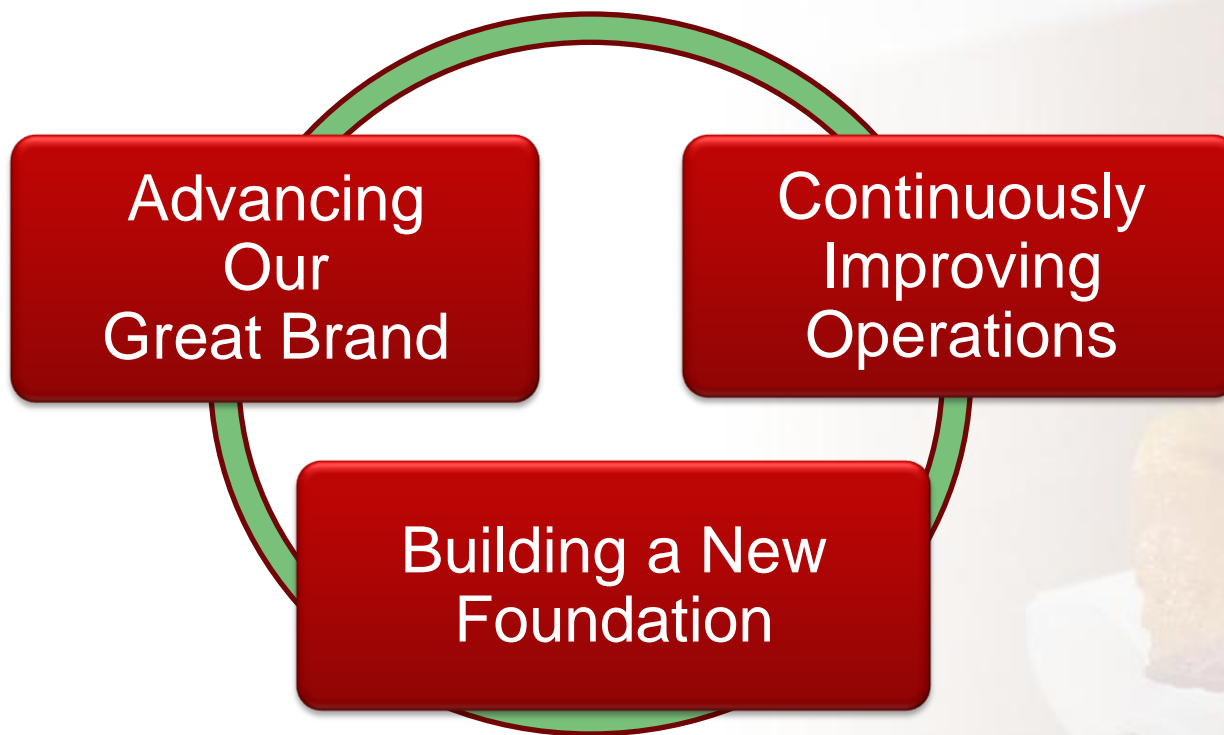 Advancing
Our
Great Brand
Continuously
Improving
Operations
Building a New
Foundation